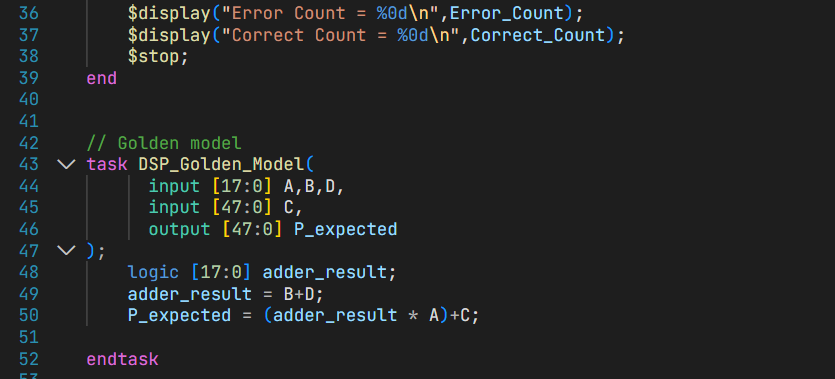 36 $display("Error Count = %0d\n",Error_Count);
37 $display("Correct Count = %0d\n",Correct_Count);
38 $stop;
39 end
40
41
42 // Golden model
43 task DSP_Golden_Model(
44 input [17:0] A,B,D,
45 input [47:0] C,
46 output [47:0] P_expected
47 );
48 logic [17:0] adder_result;
49 adder_result = B+D;
50 P_expected = (adder_result * A)+C;
51
52 endtask
53